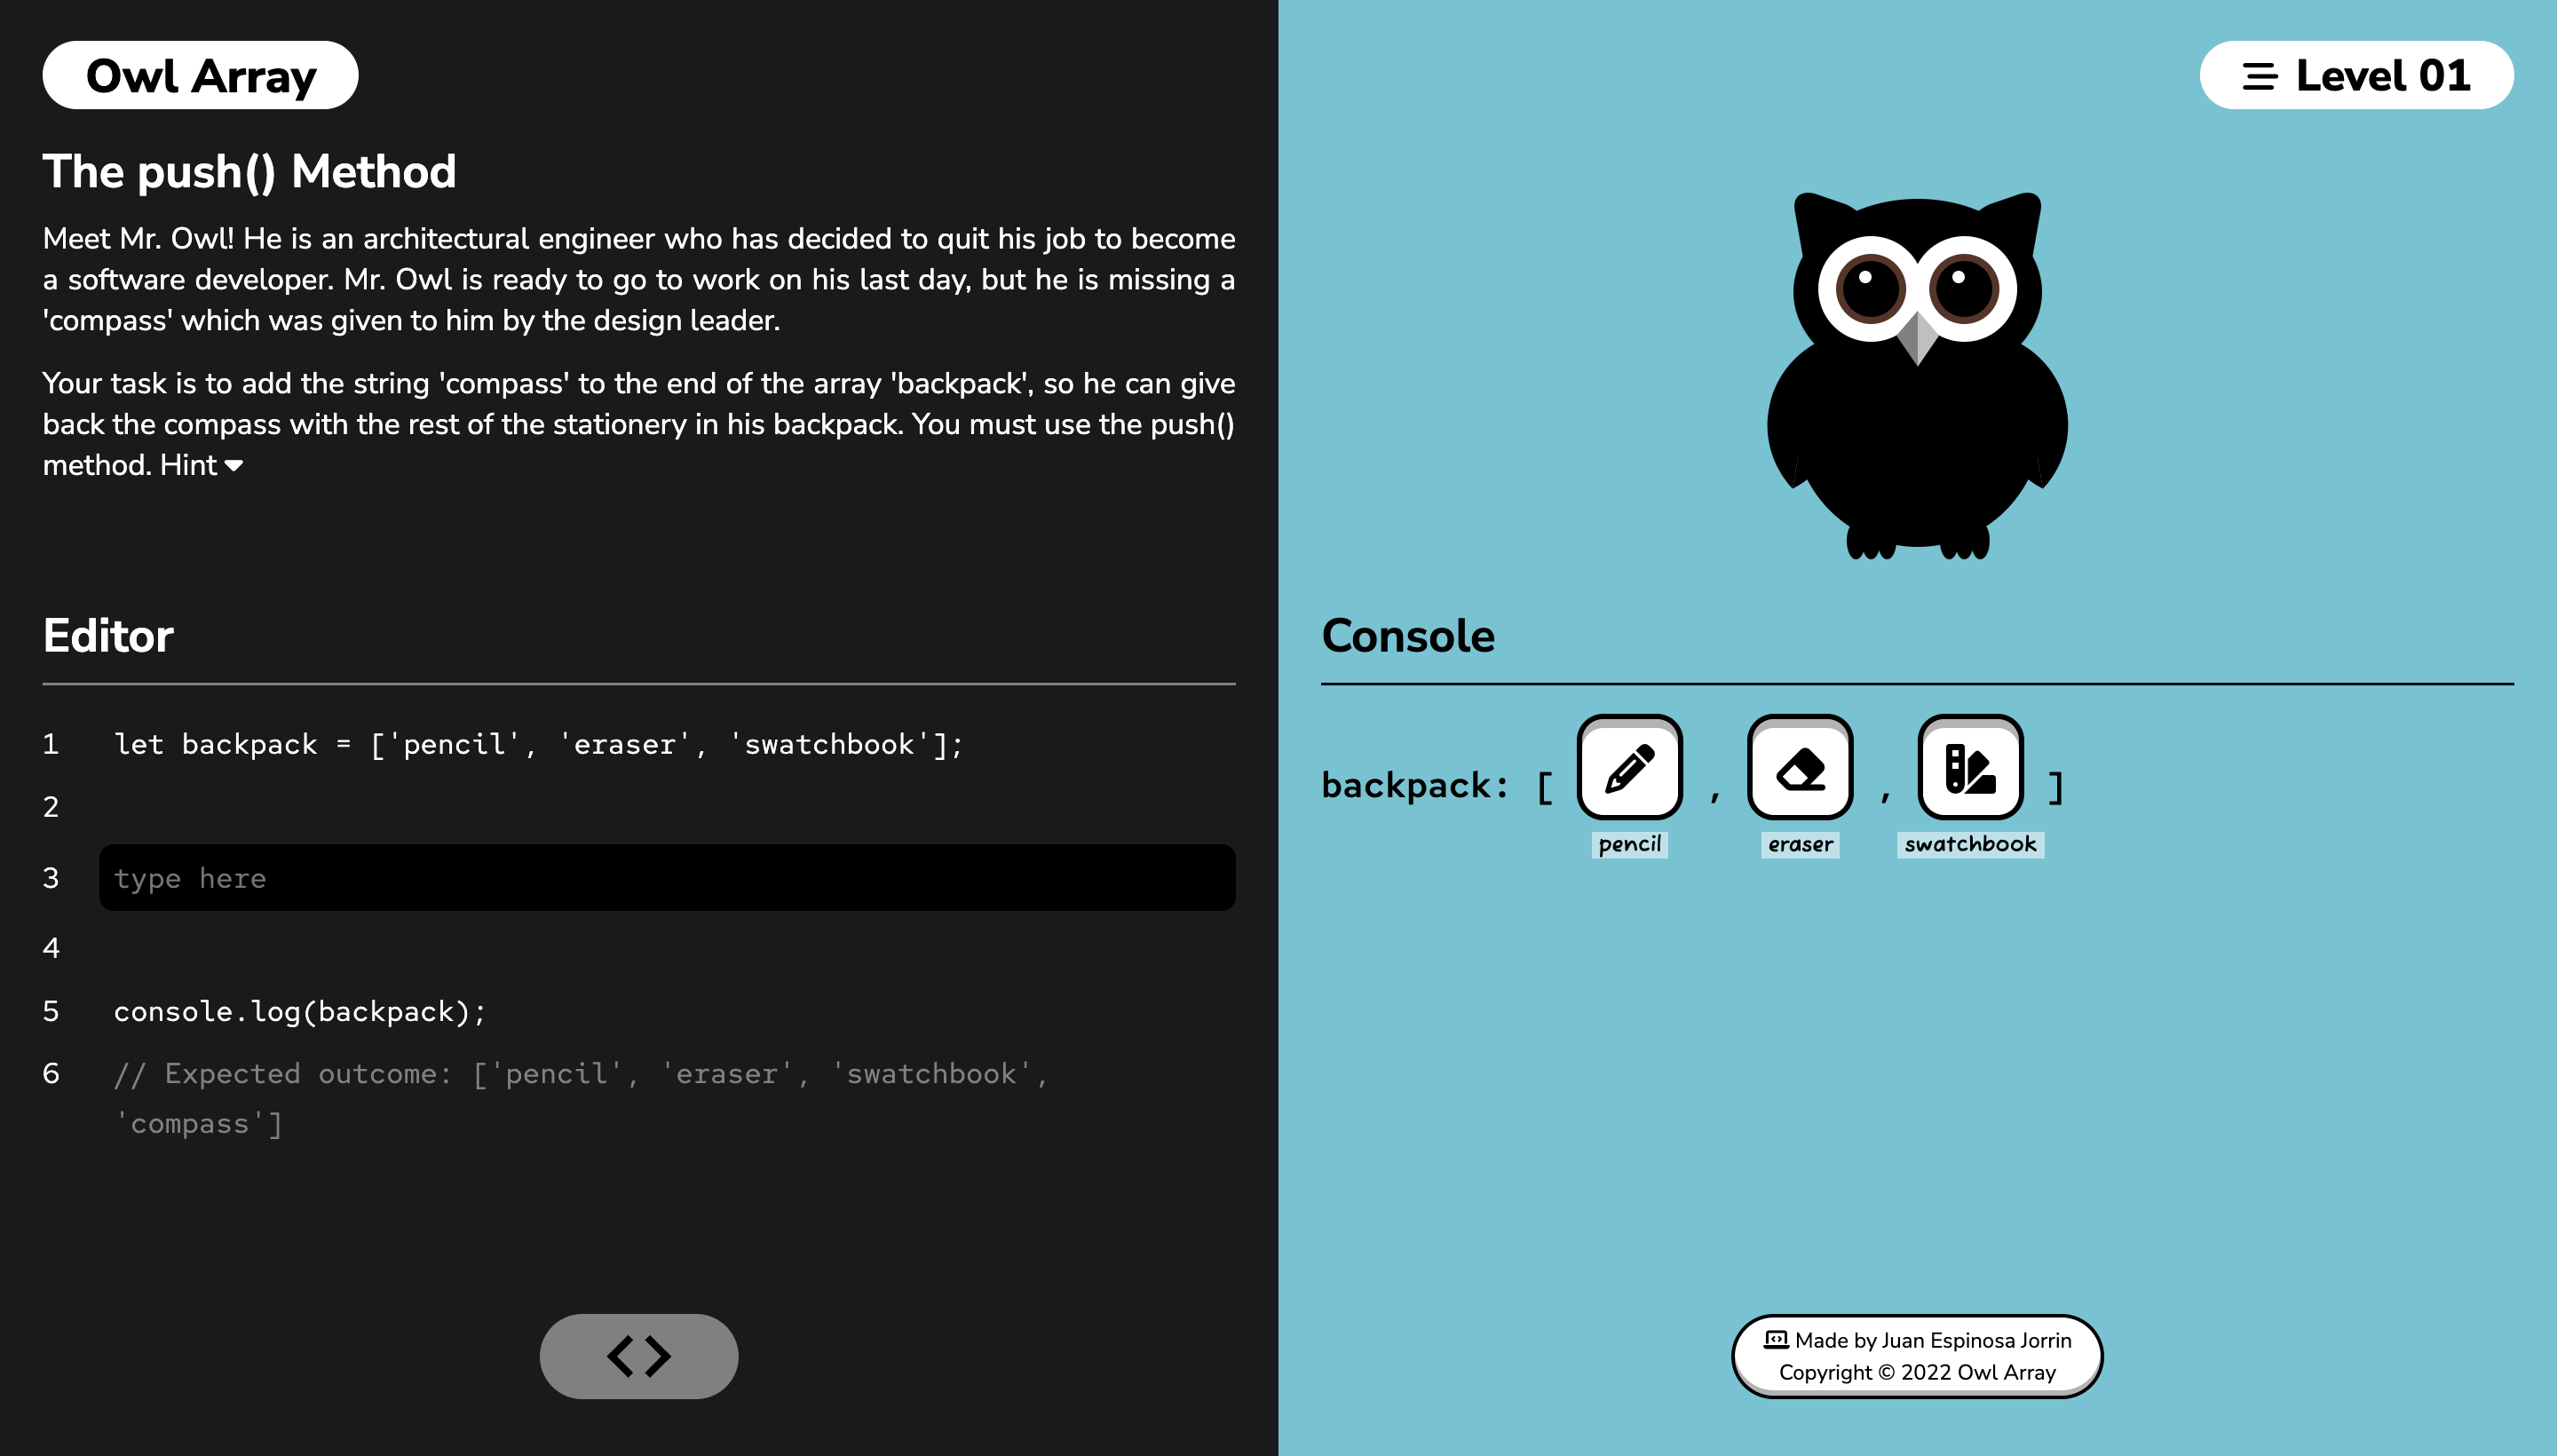 Owl Array
The push() Method
Meet Mr. Owl! He is an architectural engineer who has decided to quit his job to become
a software developer. Mr. Owl is ready to go to work on his last day, but he is missing a
'compass' which was given to him by the design leader.
Your task is to add the string 'compass' to the end of the array 'backpack', so he can give
back the compass with the rest of the stationery in his backpack. You must use the push()
method. Hint
Editor
1 let backpack = ['pencil', 'eraser', 'swatchbook'];
2
3 type here
4
5 console.log(backpack);
6 // Expected outcome: ['pencil', 'eraser', 'swatchbook',
'compass']
Level 01
Console
backpack: [ , , ]
pencil eraser swatchbook
Made by Juan Espinosa Jorrin
Copyright © 2022 Owl Array